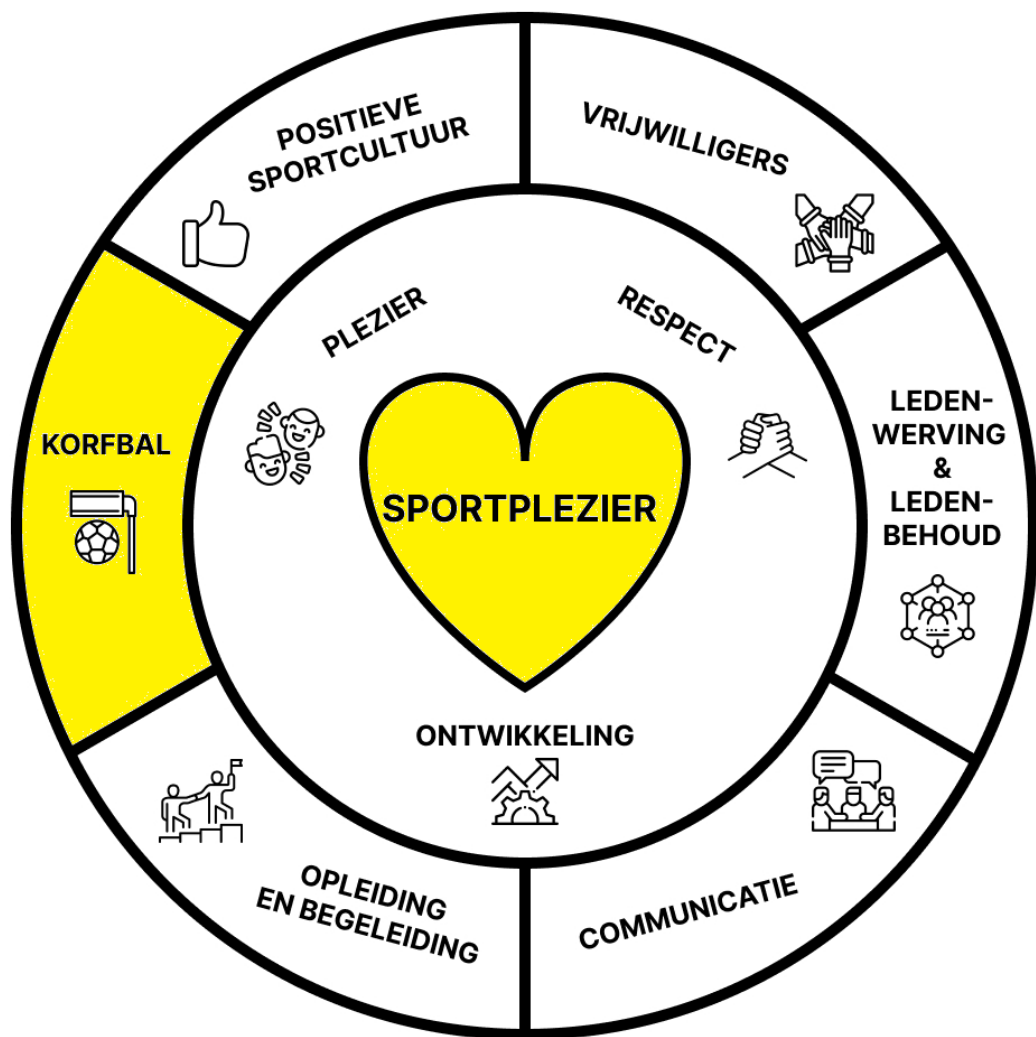 POSITIEVE
SPORTCULTUUR
VRIJWILLIGERS
PLEZIER
RESPECT
KORFBAL
LEDEN-
WERVING
&
LEDEN-
BEHOUD
SPORTPLEZIER
ONTWIKKELING
OPLEIDING
EN BEGELEIDING
COMMUNICATIE